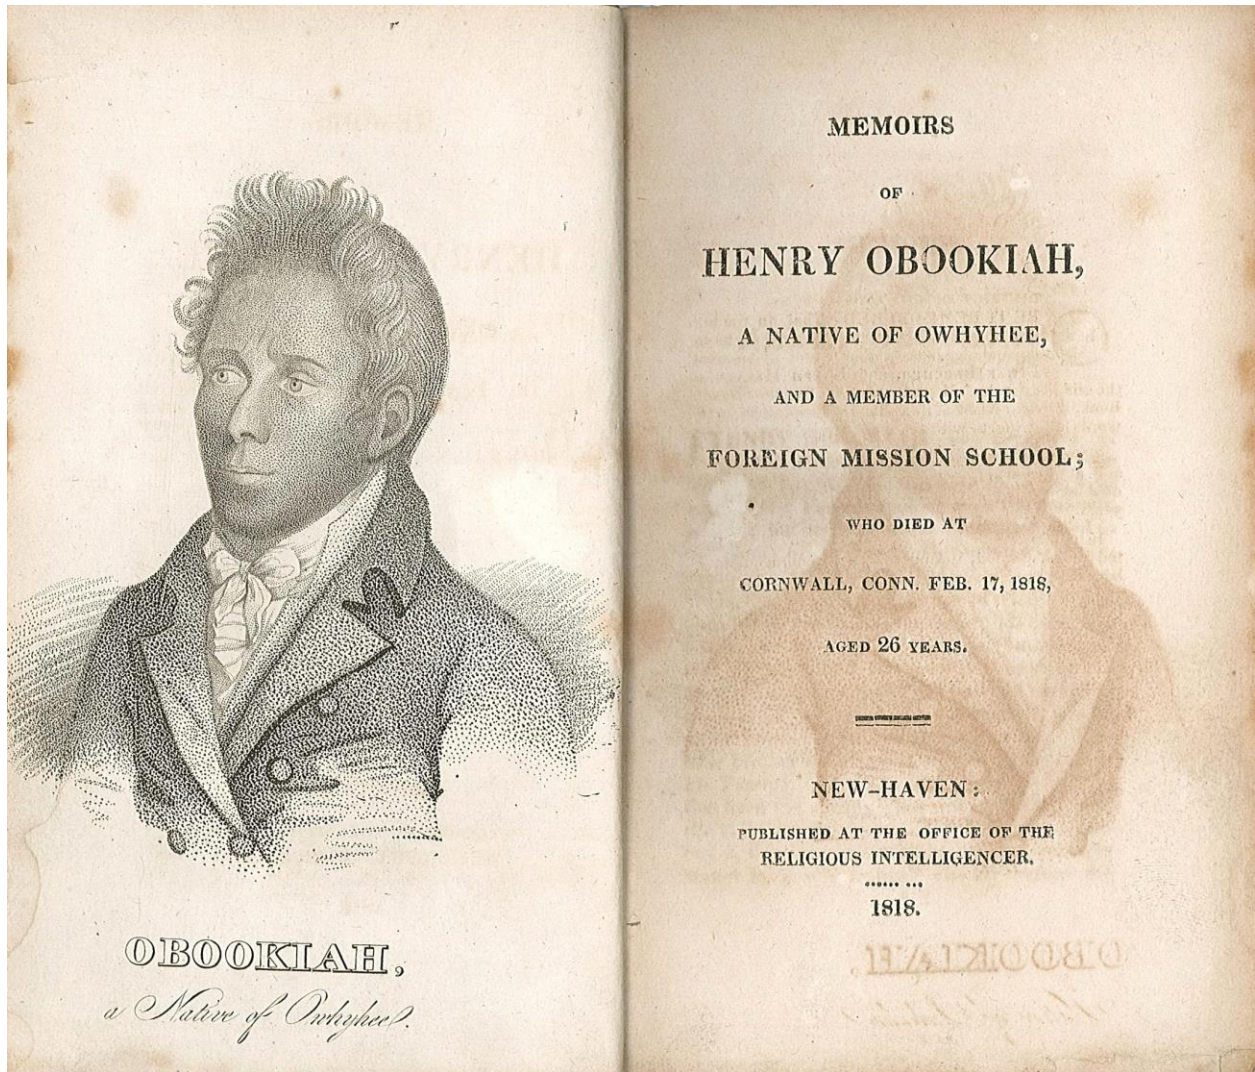 OBOOKIAH,
a Native of Owhyhee.
MEMOIRS
OF
HENRY OBOOKIAH,
A NATIVE OF OWHYHEE,
AND A MEMBER OF THE
FOREIGN MISSION SCHOOL;
WHO DIED AT
CORNWALL, CONN. FEB. 17, 1818,
AGED 26 YEARS.
NEW-HAVEN:
PUBLISHED AT THE OFFICE OF THE
RELIGIOUS INTELLIGENCER.
1818.